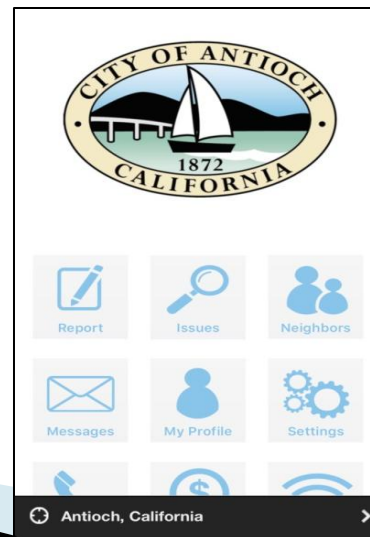 CITY OF ANTIOCH
1872
CALIFORNIA
Report
Issues
Neighbors
Messages
My Profile
Settings
$
Antioch, California